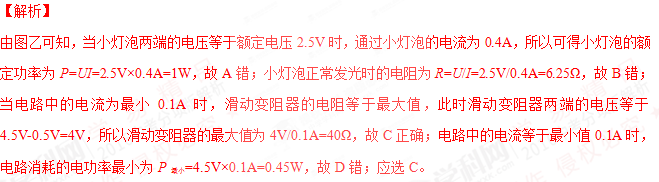 【解析】
由图乙可知，当小灯泡两端的电压等于额定电压 2.5V 时，通过小灯泡的电流为 0.4A，所以可得小灯泡的额
定功率为 P=UI=2.5V×0.4A=1W，故 A 错；小灯泡正常发光时的电阻为 R=U/I=2.5V/0.4A=6.25Ω，故 B 错；
当电路中的电流为最小 0.1A 时，滑动变阻器的电阻等于最大值，此时滑动变阻器两端的电压等于
4.5V-0.5V=4V，所以滑动变阻器的最大值为 4V/0.1A=40Ω，故 C 正确；电路中的电流等于最小值 0.1A 时，
电路消耗的电功率最小为 P 最小=4.5V×0.1A=0.45W，故 D 错；应选 C。